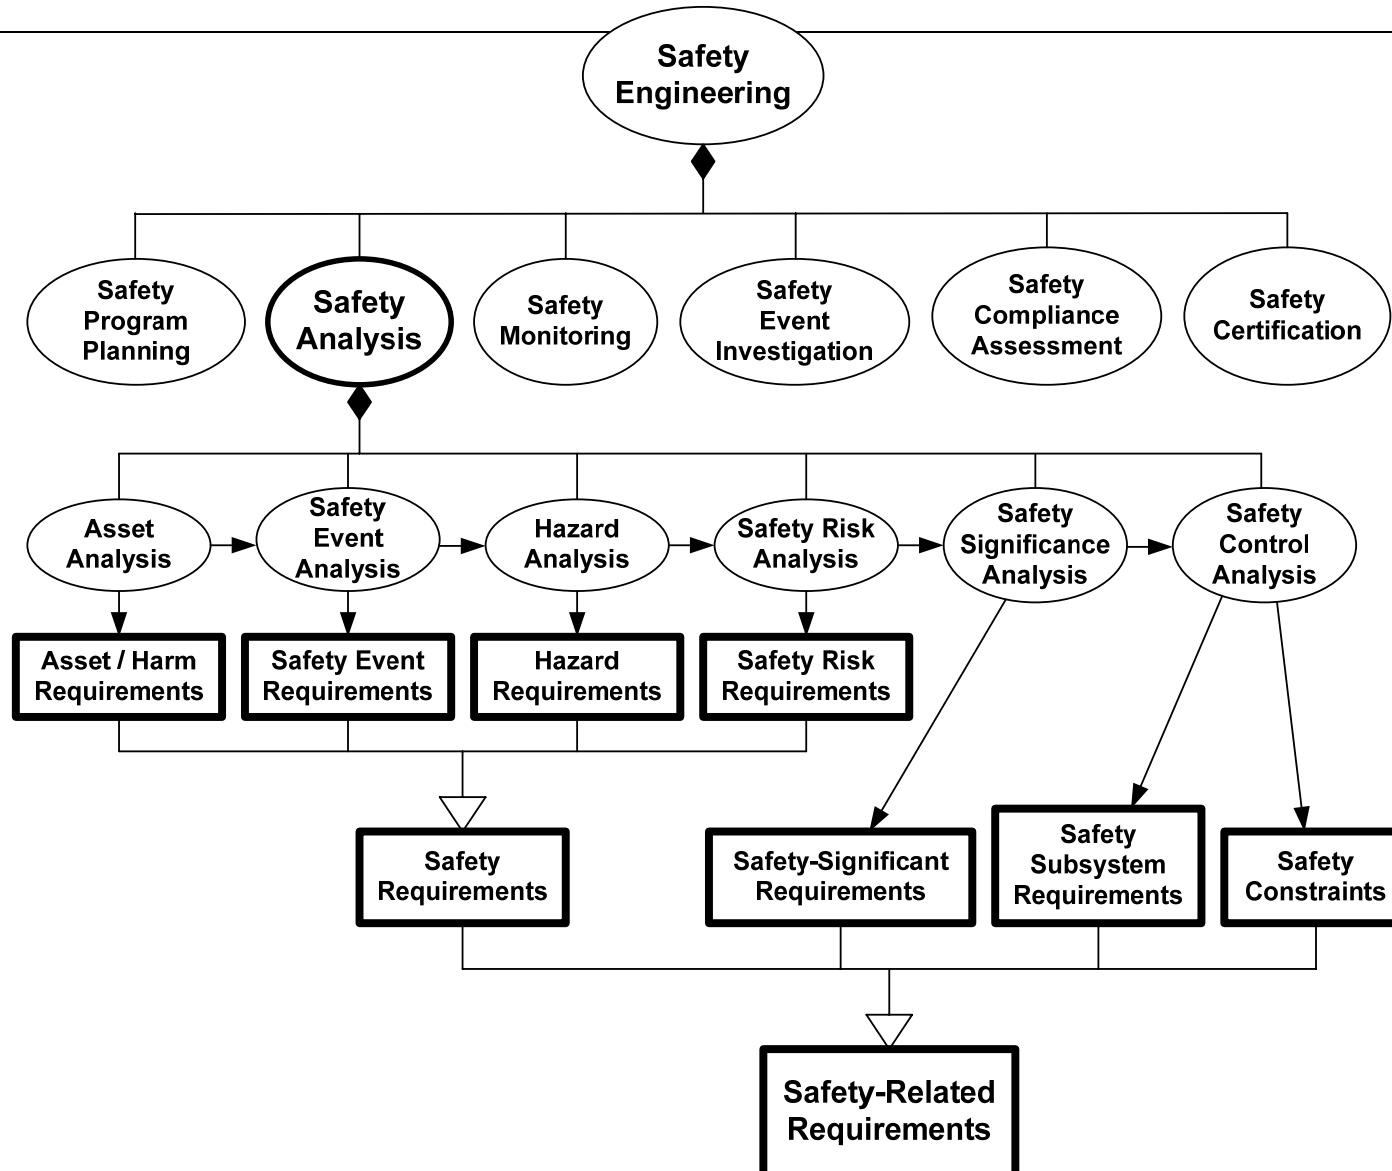 Safety
Engineering
Safety
Program
Planning
Safety
Analysis
Safety
Monitoring
Safety
Event
Investigation
Safety
Compliance
Assessment
Safety
Certification
Asset
Analysis
Safety
Event
Analysis
Hazard
Analysis
Safety Risk
Analysis
Safety
Significance
Analysis
Safety
Control
Analysis
Asset / Harm
Requirements
Safety Event
Requirements
Hazard
Requirements
Safety Risk
Requirements
Safety
Requirements
Safety-Significant
Requirements
Safety
Subsystem
Requirements
Safety
Constraints
Safety-Related
Requirements